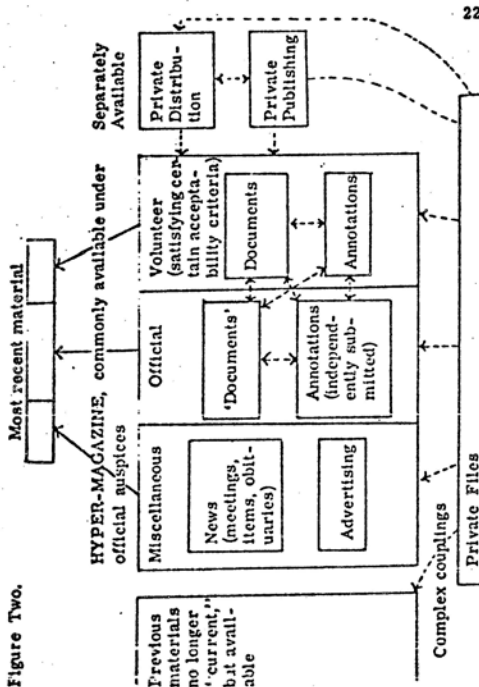 22
Figure Two.
Most recent material
HYPER-MAGAZINE, commonly available under
official auspices
Separately
Available
Previous
materials
no longer
"current,"
but avail-
able
Miscellaneous
News
(meetings,
items, obit-
uaries)
Advertising
Official
'Documents'
Annotations
(independ-
ently sub-
mitted)
Volunteer
(satisfying cer-
tain accepta-
bility criteria)
Documents
Annotations
Private
Distribu-
tion
Private
Publishing
Complex couplings
Private Files